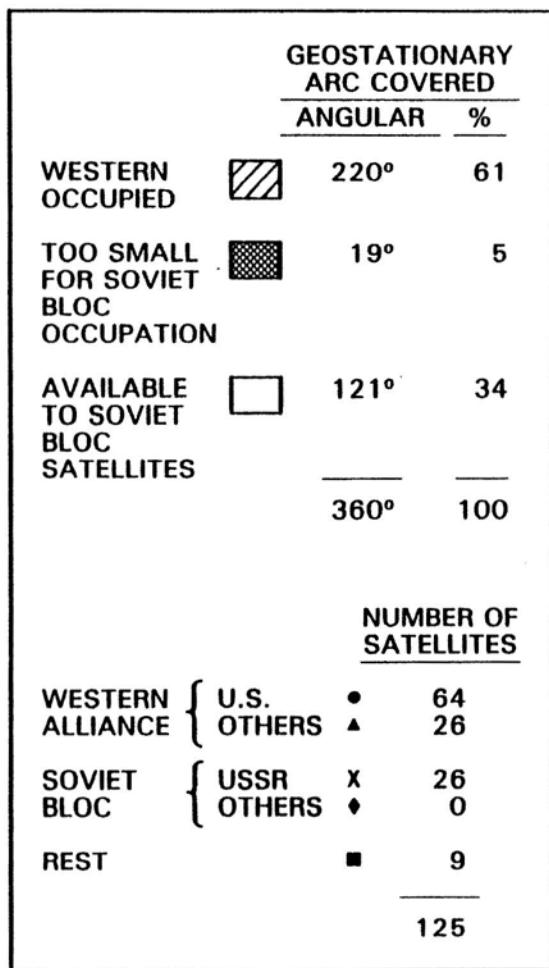 GEOSTATIONARY
ARC COVERED
ANGULAR %
WESTERN 220° 61
OCCUPIED
TOO SMALL 19° 5
FOR SOVIET
BLOC
OCCUPATION
AVAILABLE 121° 34
TO SOVIET
BLOC
SATELLITES
360° 100
NUMBER OF
SATELLITES
WESTERN U.S. 64
ALLIANCE OTHERS 26
SOVIET USSR X 26
BLOC OTHERS 0
REST 9
125